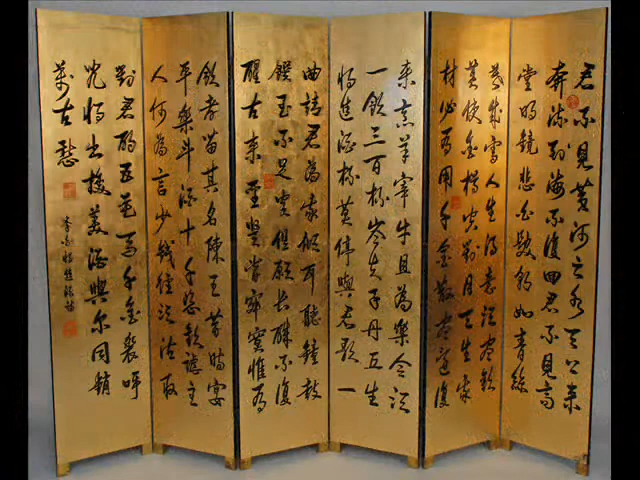 君不見黃河之水天上來
奔流到海不復回君不見高
堂明鏡悲白髮朝如青絲
暮成雪人生得意須盡歡
莫使金樽空對月天生我
材必有用千金散盡還復
來烹羊宰牛且為樂會須
一飲三百杯岑夫子丹丘生
將進酒杯莫停與君歌一
曲請君為我傾耳聽鐘鼓
饌玉不足貴但願長醉不復
醒古來聖賢皆寂寞惟有
飲者留其名陳王昔時宴
平樂斗酒十千恣歡謔主
人何為言少錢徑須沽取
對君酌五花馬千金裘呼
兒將出換美酒與爾同銷
萬古愁
李白將進酒